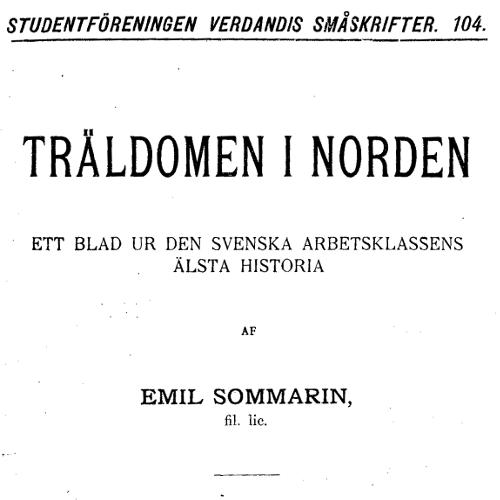 STUDENTFÖRENINGEN VERDANDIS SMÅSKRIFTER. 104.
TRÄLDOMEN I NORDEN
ETT BLAD UR DEN SVENSKA ARBETSKLASSENS
ÄLSTA HISTORIA
AF
EMIL SOMMARIN,
fil. lic.